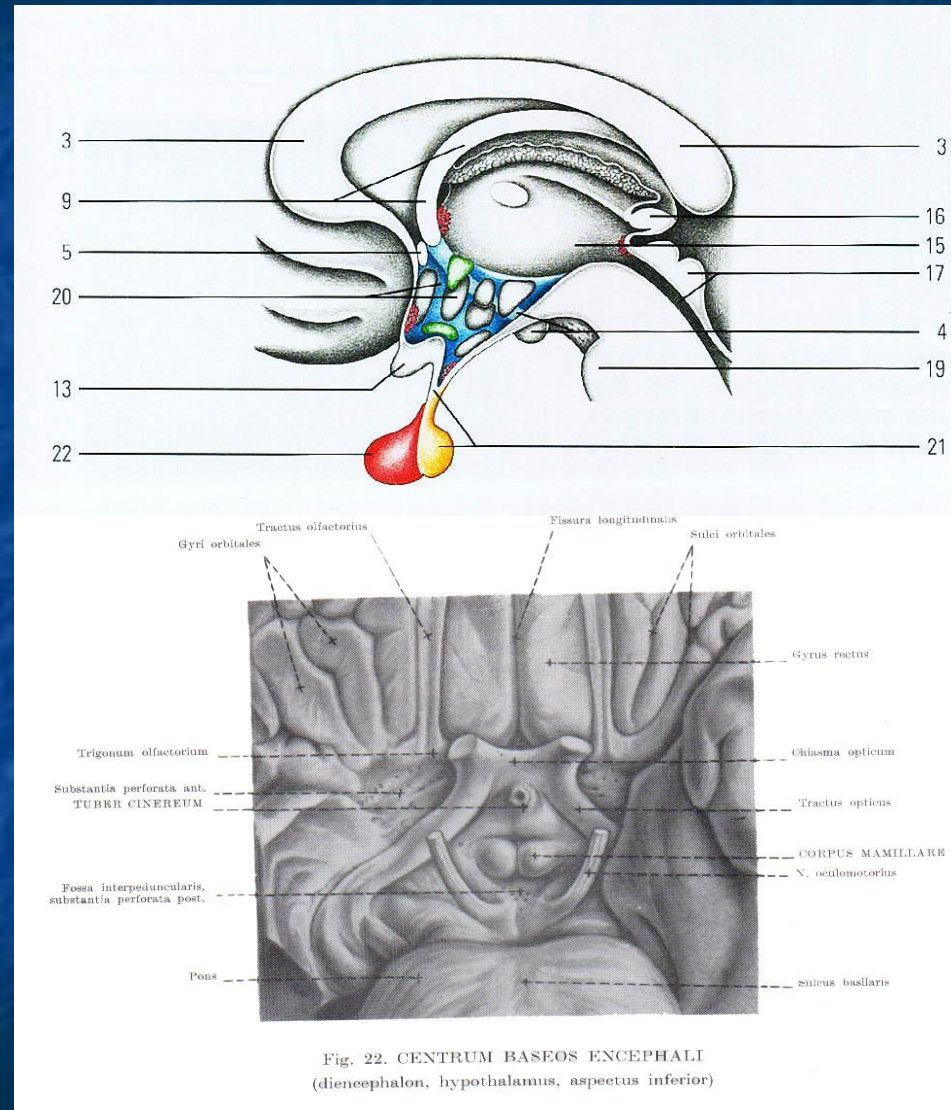 3
3
9
16
5
15
20
17
4
13
19
22
21
Tractus olfactorius
Fissura longitudinalis
Gyri orbitales
Sulci orbitales
Gyrus rectus
Trigonum olfactorium
Chiasma opticum
Substantia perforata ant.
TUBER CINEREUM
Tractus opticus
CORPUS MAMILLARE
N. oculomotorius
Fossa interpeduncularis,
substantia perforata post.
Pons
Sulcus basilaris
Fig. 22. CENTRUM BASEOS ENCEPHALI
(diencephalon, hypothalamus, aspectus inferior)